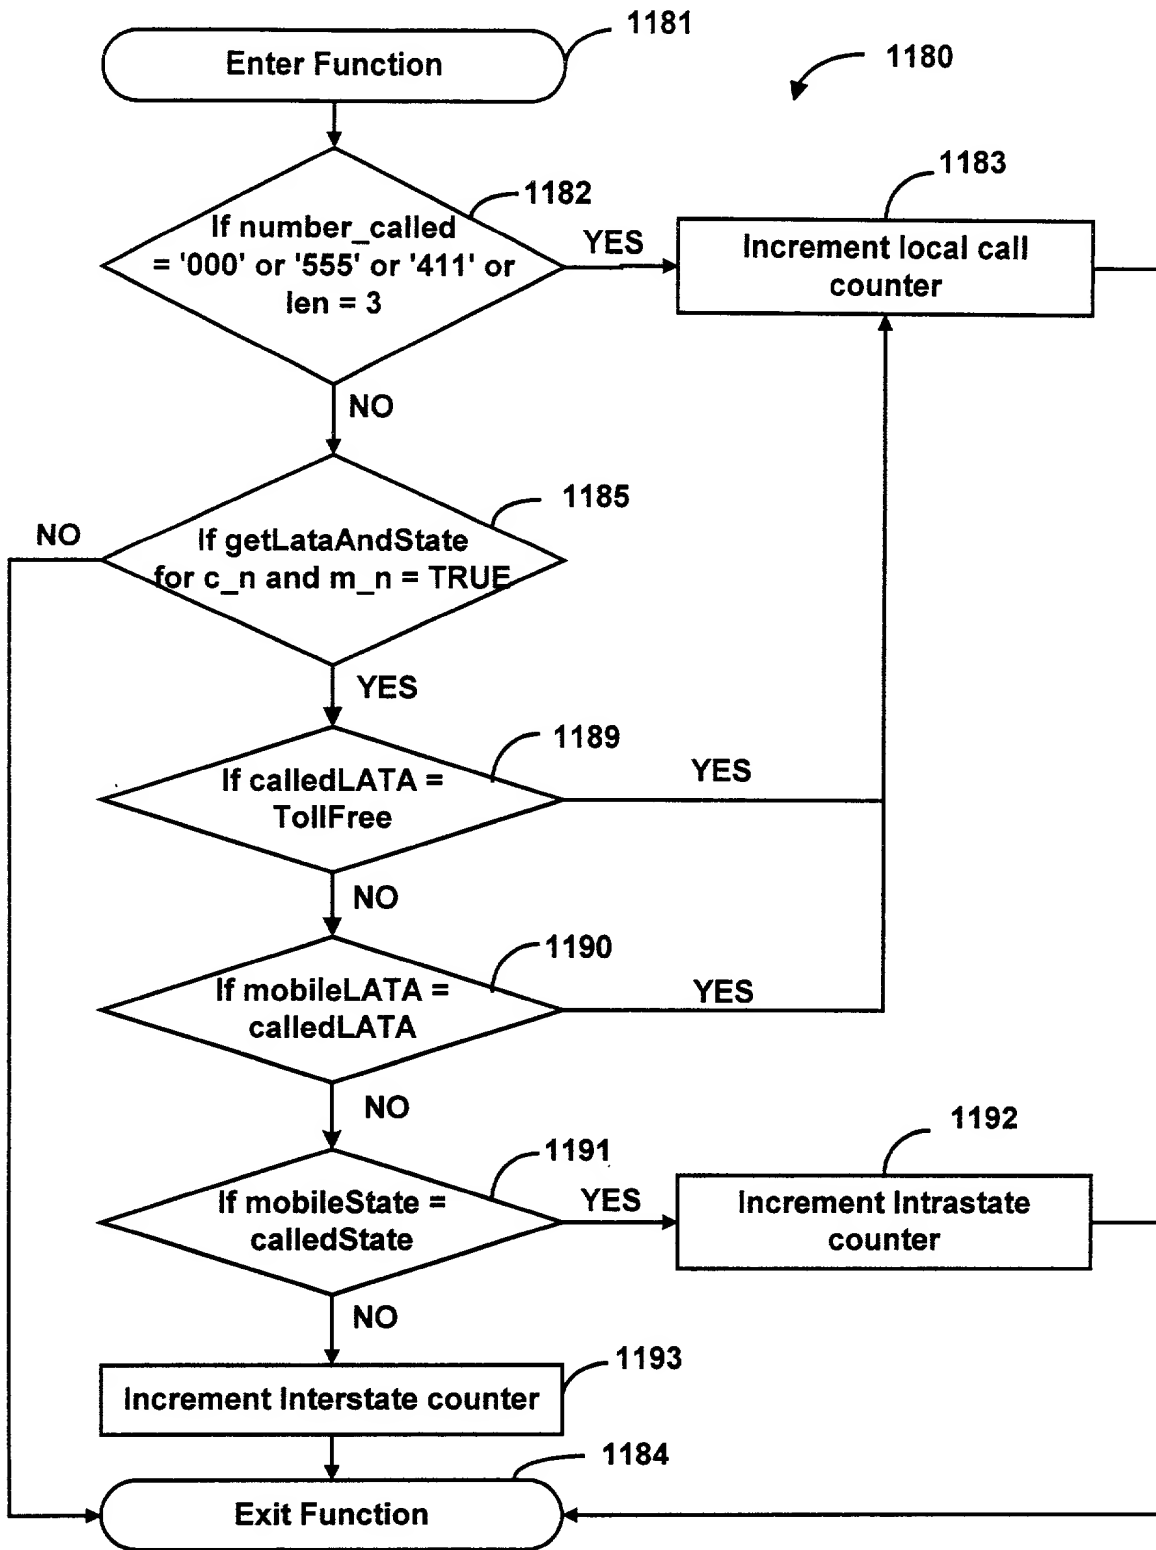 1181
Enter Function
1180
1182
If number_called
= '000' or '555' or '411' or
len = 3
YES
1183
Increment local call
counter
NO
1185
NO
If getLataAndState
for c_n and m_n = TRUE
YES
1189
If calledLATA =
TollFree
YES
NO
1190
If mobileLATA =
calledLATA
YES
NO
1191
If mobileState =
calledState
YES
1192
Increment Intrastate
counter
NO
1193
Increment Interstate counter
1184
Exit Function